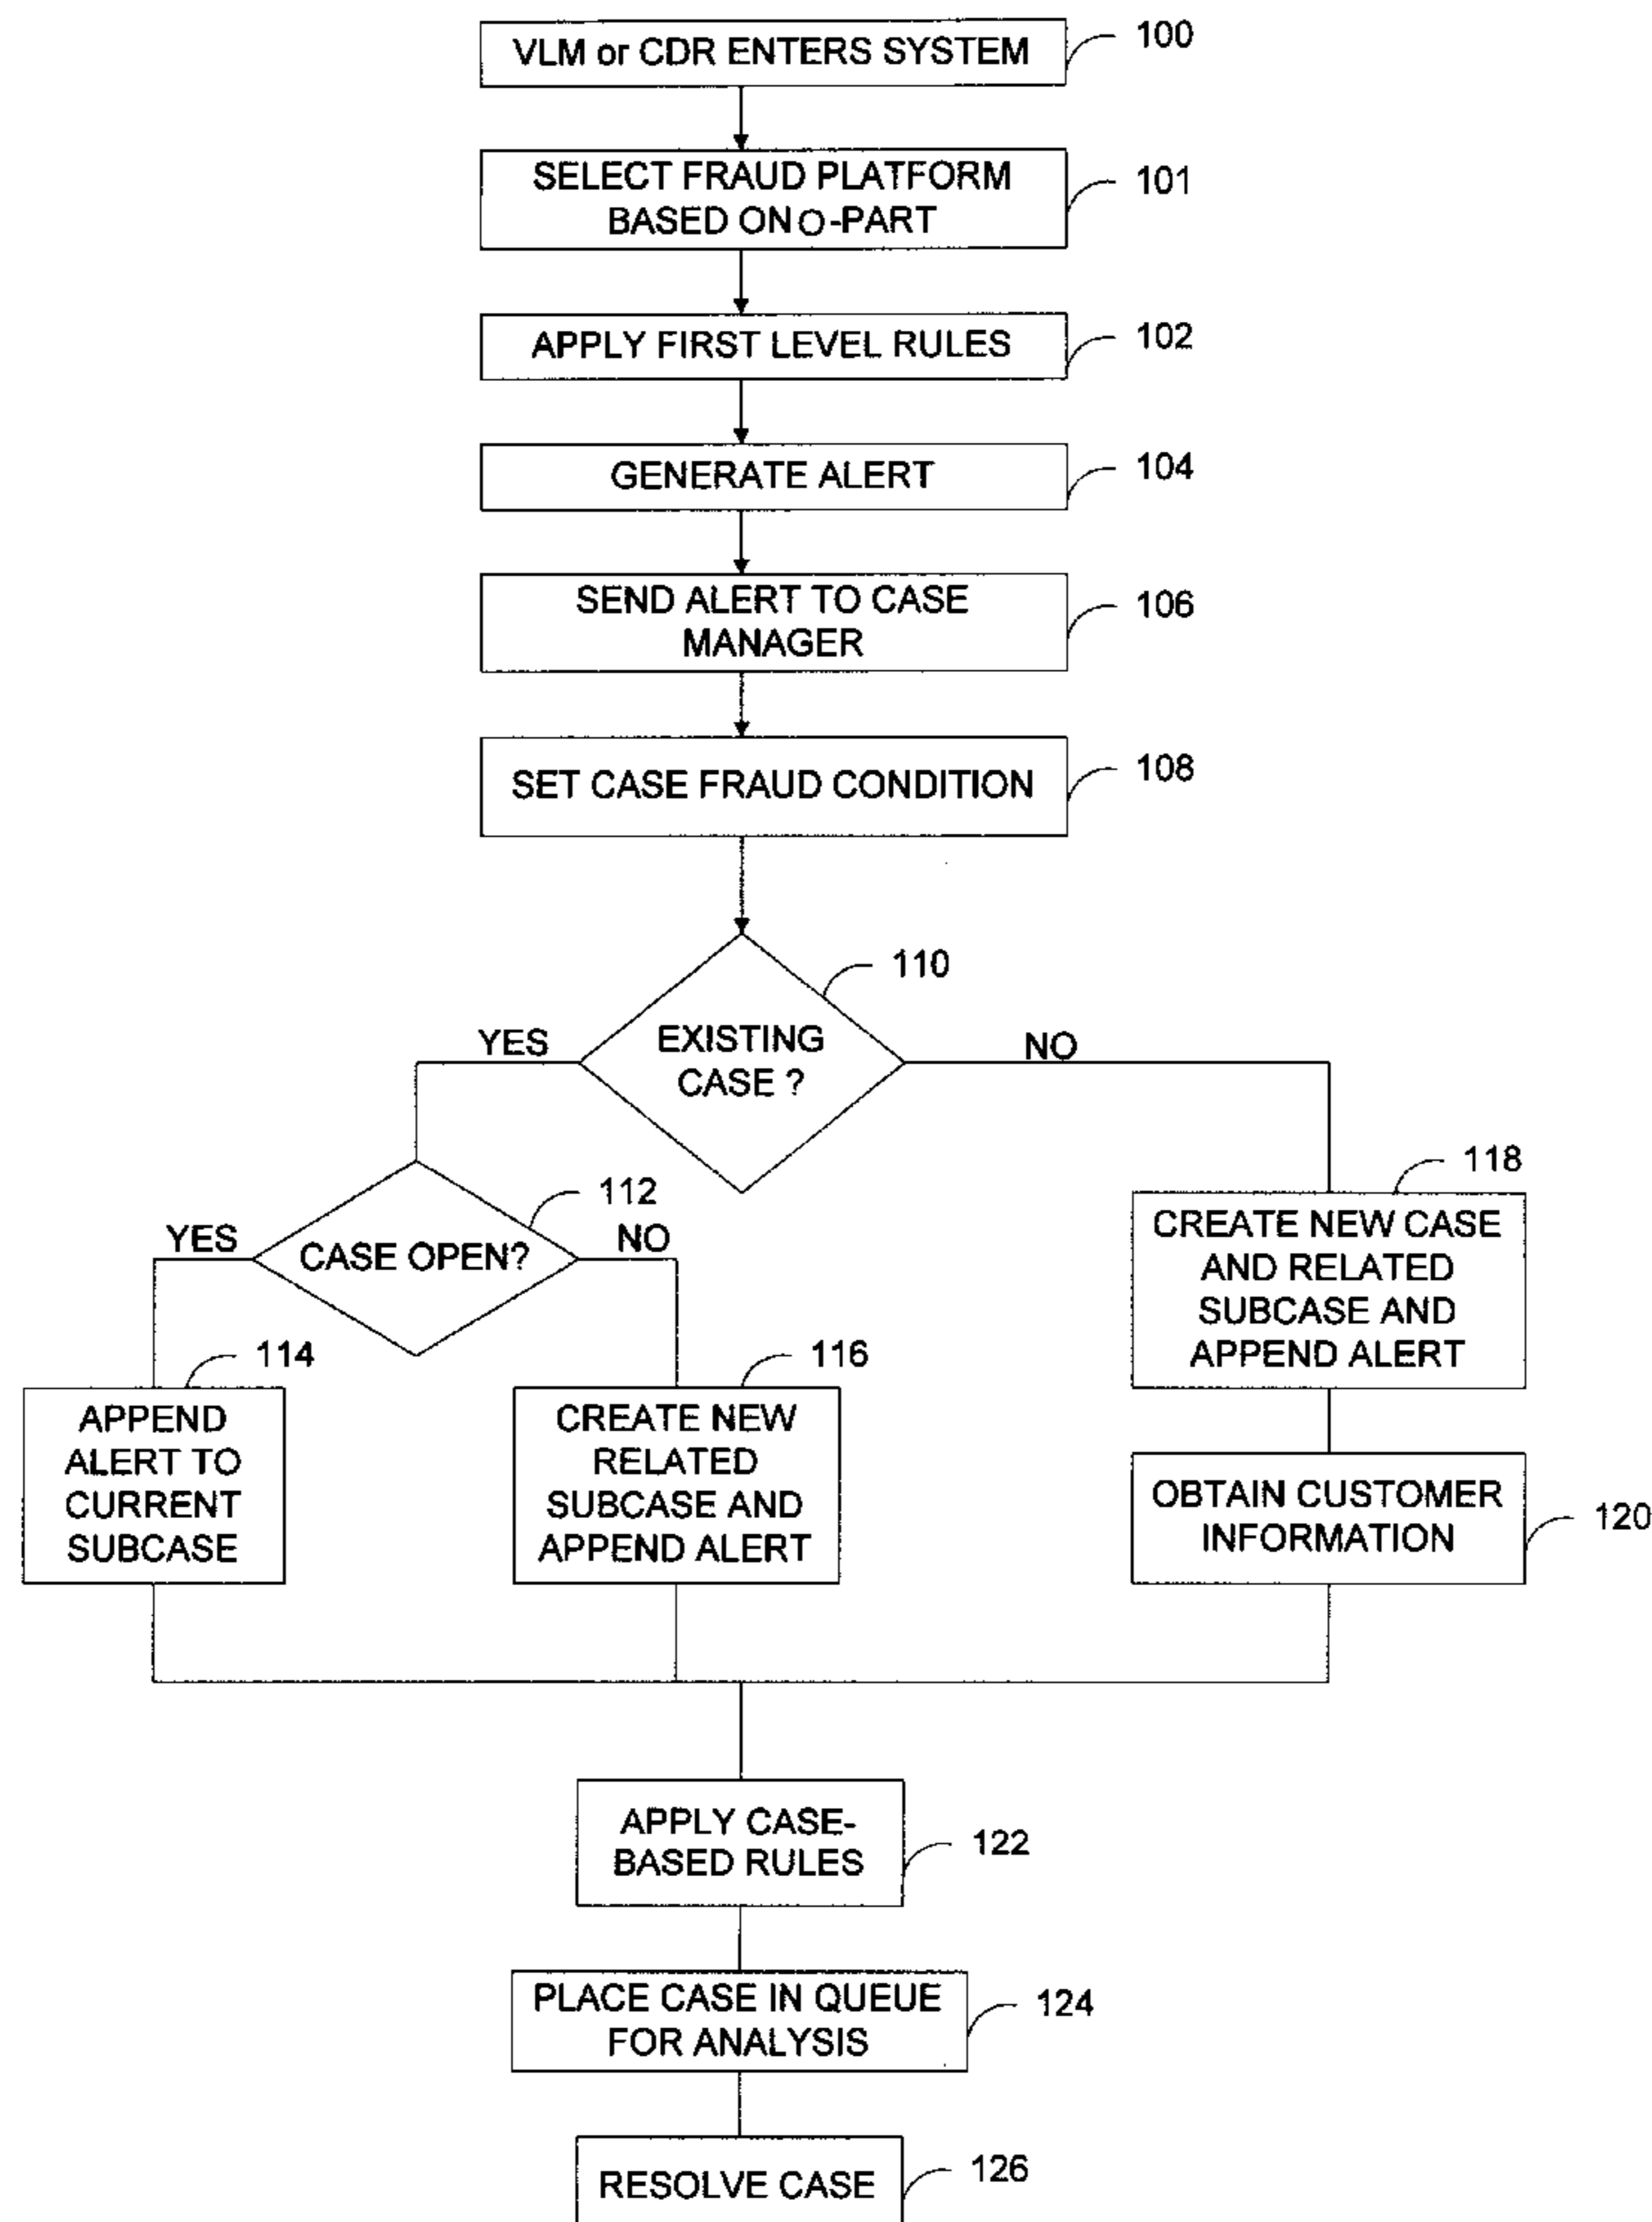 VLM or CDR ENTERS SYSTEM
100
SELECT FRAUD PLATFORM
BASED ON O-PART
101
APPLY FIRST LEVEL RULES
102
GENERATE ALERT
104
SEND ALERT TO CASE
MANAGER
106
SET CASE FRAUD CONDITION
108
110
EXISTING
CASE ?
YES
NO
112
CASE OPEN?
YES
NO
118
CREATE NEW CASE
AND RELATED
SUBCASE AND
APPEND ALERT
114
APPEND
ALERT TO
CURRENT
SUBCASE
116
CREATE NEW
RELATED
SUBCASE AND
APPEND ALERT
OBTAIN CUSTOMER
INFORMATION
120
APPLY CASE-
BASED RULES
122
PLACE CASE IN QUEUE
FOR ANALYSIS
124
RESOLVE CASE
126